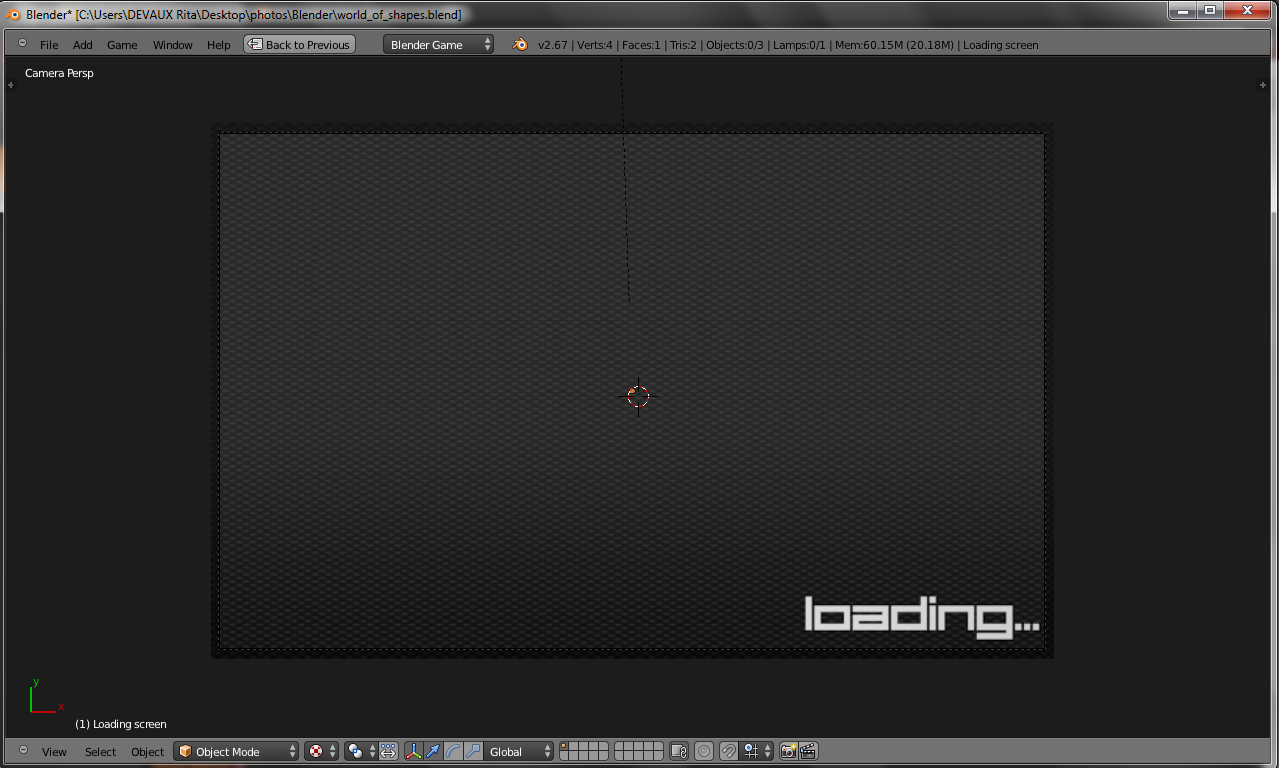 Blender* [C:\Users\DEVAUX Rita\Desktop\photos\Blender\world_of_shapes.blend]
File Add Game Window Help Back to Previous Blender Game v2.67 | Verts:4 | Faces:1 | Tris:2 | Objects:0/3 | Lamps:0/1 | Mem:60.15M (20.18M) | Loading screen
Camera Persp
loading...
y
x
(1) Loading screen
View Select Object Object Mode Global